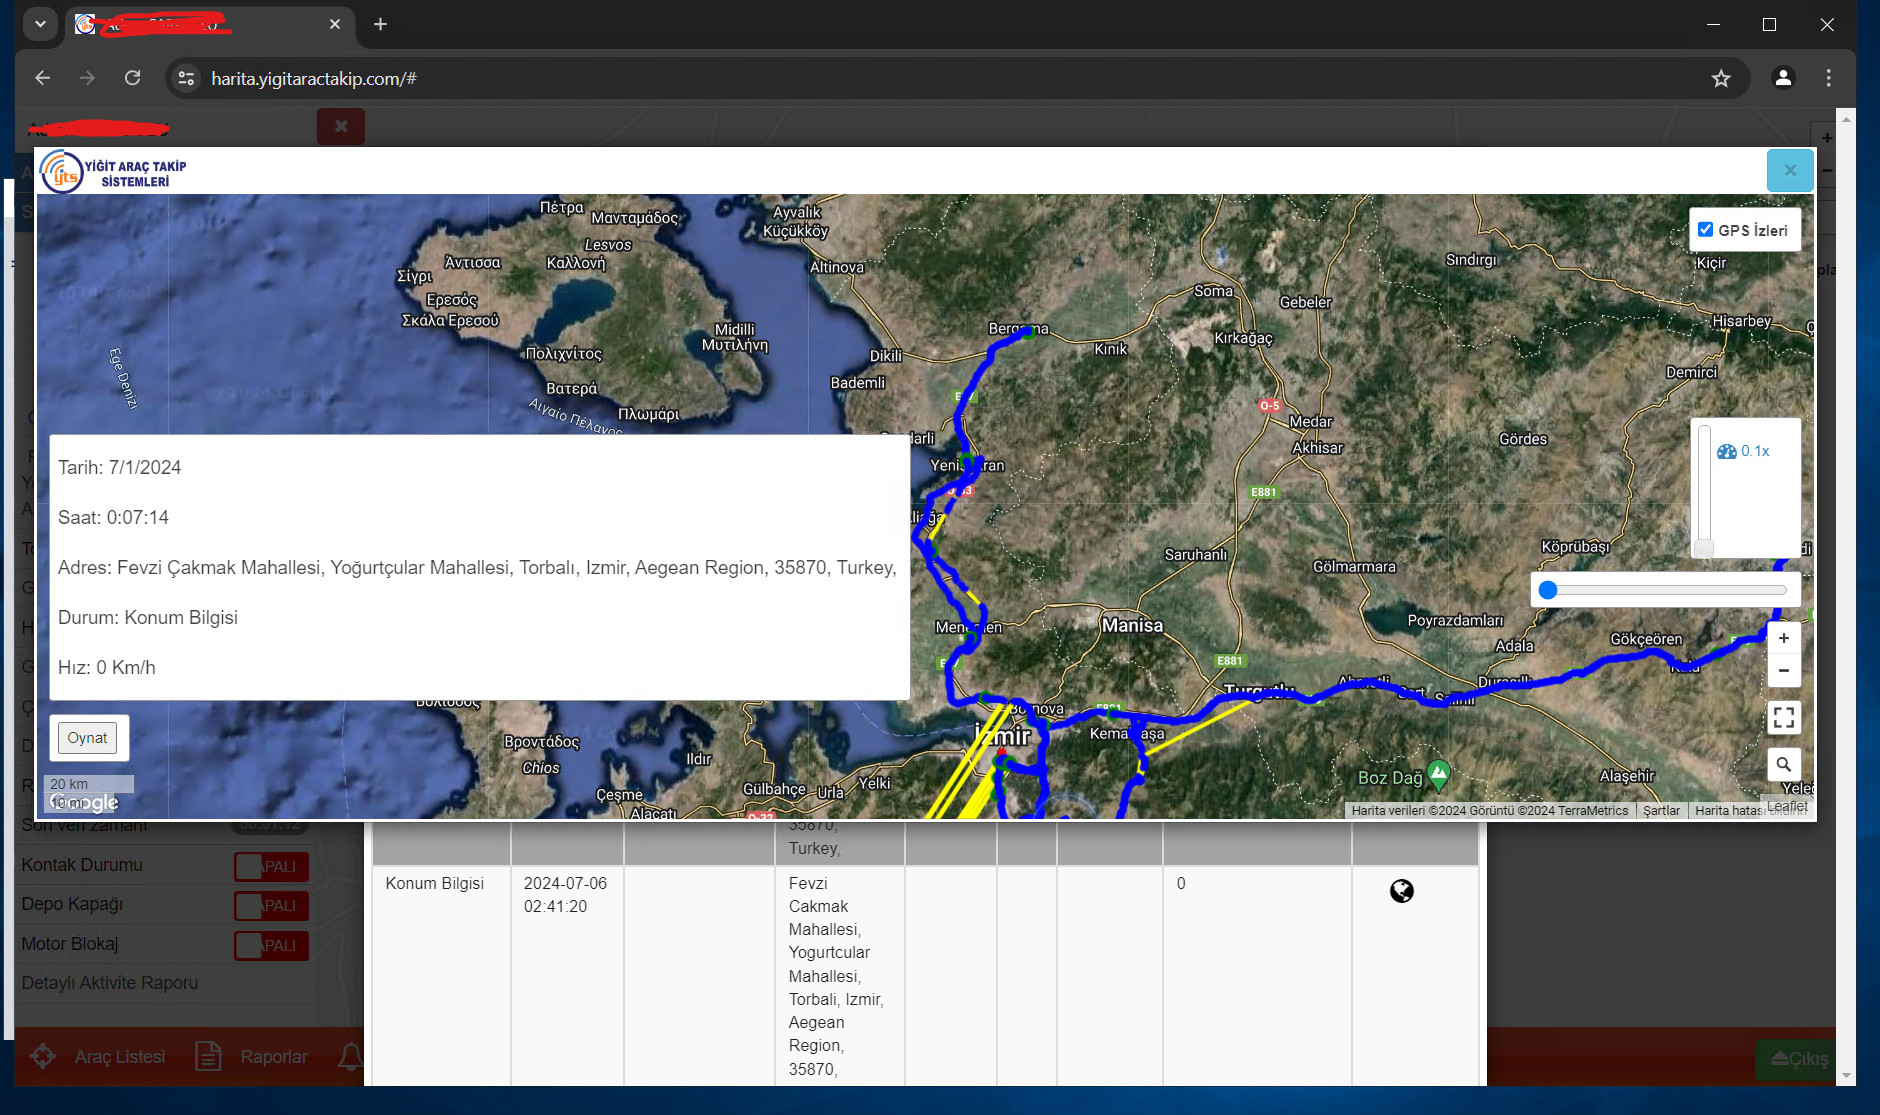 harita.yigitaractakip.com/#
YİĞİT ARAÇ TAKİP
SİSTEMLERİ
yts
GPS İzleri
Πέτρα
Μανταμάδος
Lesvos
Άντισσα
Καλλονή
Σίγρι
Ερεσός
Σκάλα Ερεσού
Πολιχνίτος
Βατερά
Πλωμάρι
Midilli
Μυτιλήνη
Αιγαίο Πέλαγος
Ege Denizi
Ayvalık
Küçükköy
Altinova
Dikili
Bademli
Bergama
Kınık
Soma
Gebeler
Kırkağaç
Sındırgı
Kiçir
Hisarbey
Demirci
O-5
Medar
Akhisar
Gördes
E881
0.1x
Saruhanlı
Gölmarmara
Köprübaşı
Manisa
Poyrazdamları
Adala
Gökçeören
E881
Turgutlu
Bornova
İzmir
Boz Dağ
Alaşehir
Βροντάδος
Chios
Ildır
Çeşme
Alaçatı
Gülbahçe
Urla
Yelki
Tarih: 7/1/2024
Saat: 0:07:14
Adres: Fevzi Çakmak Mahallesi, Yoğurtçular Mahallesi, Torbalı, Izmir, Aegean Region, 35870, Turkey,
Durum: Konum Bilgisi
Hız: 0 Km/h
Oynat
20 km
Google
Harita verileri ©2024 Görüntü ©2024 TerraMetrics
Şartlar
Harita hatası bildirin
Leaflet
Son veri zamanı
Kontak Durumu
Depo Kapağı
Motor Blokaj
Detaylı Aktivite Raporu
35870,
Turkey,
Konum Bilgisi
2024-07-06
02:41:20
Fevzi
Cakmak
Mahallesi,
Yogurtcular
Mahallesi,
Torbali, Izmir,
Aegean
Region,
35870,
0
Araç Listesi
Raporlar
Çıkış